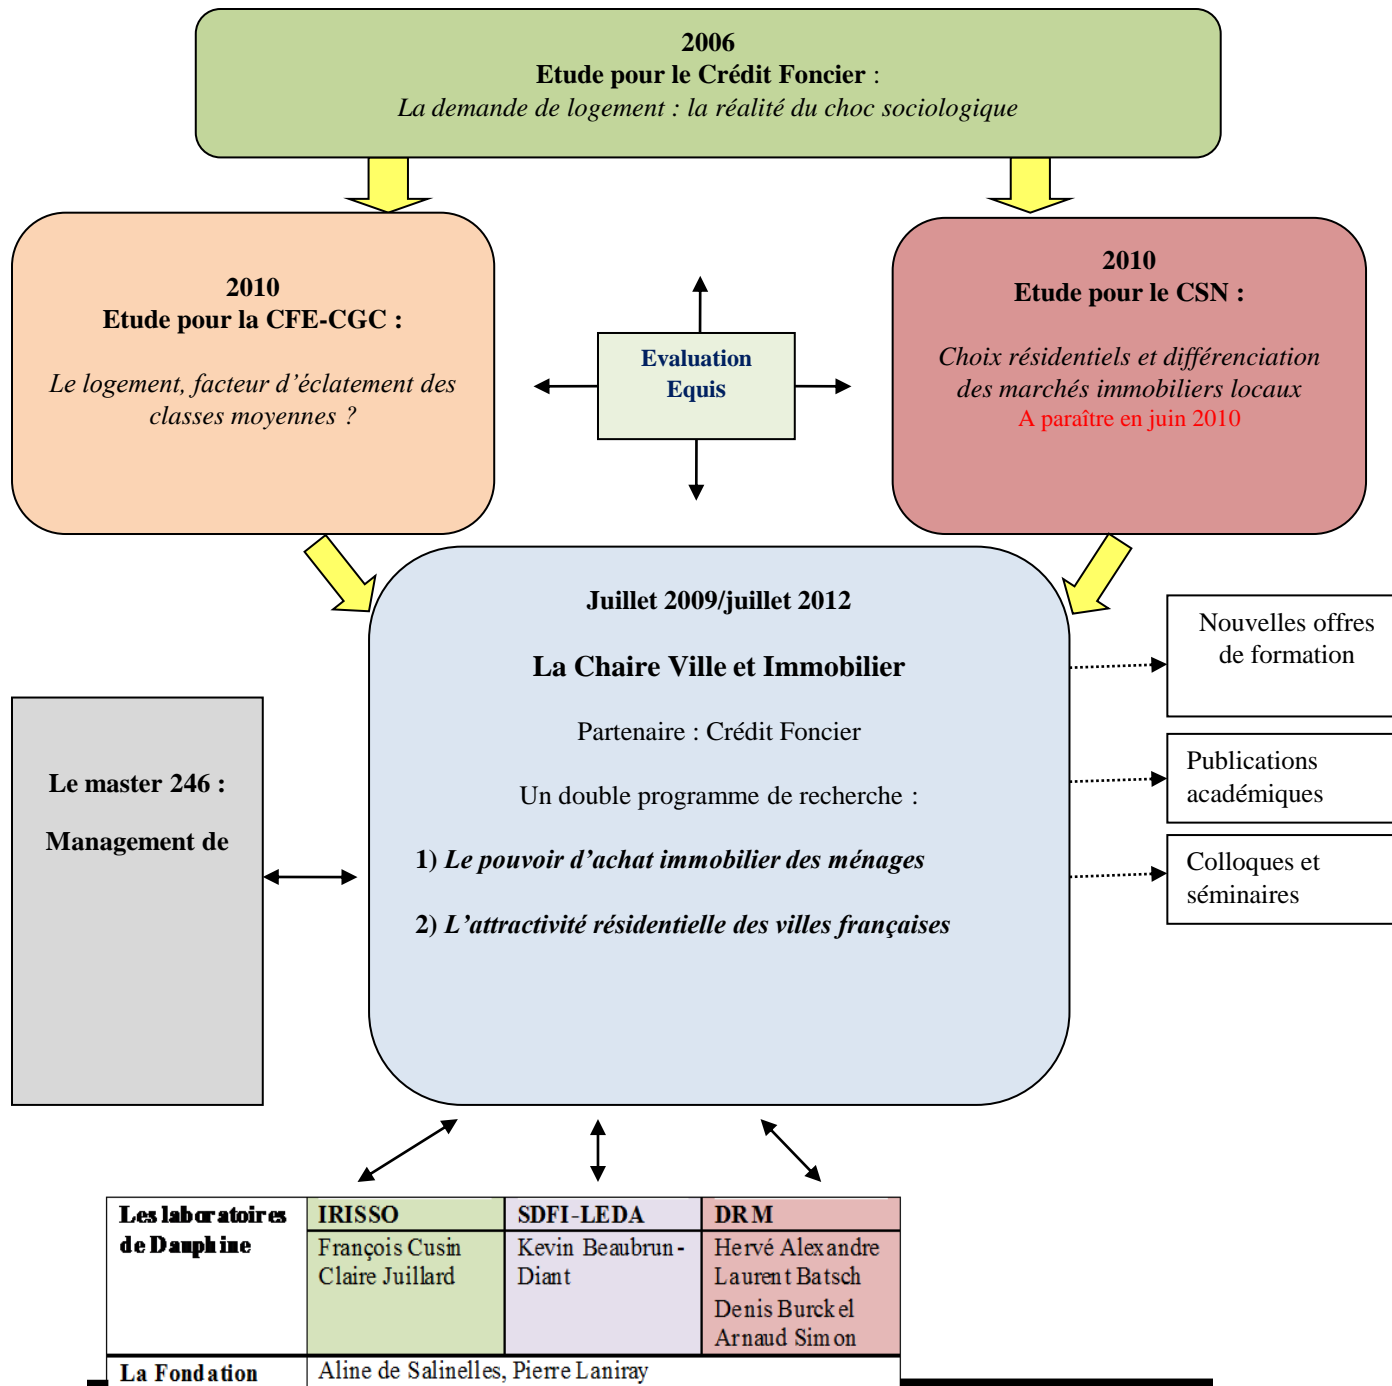 2006
Etude pour le Crédit Foncier :
La demande de logement : la réalité du choc sociologique
2010
Etude pour la CFE-CGC :
Le logement, facteur d’éclatement des
classes moyennes ?
Evaluation
Equis
2010
Etude pour le CSN :
Choix résidentiels et différenciation
des marchés immobiliers locaux
A paraître en juin 2010
Juillet 2009/juillet 2012
La Chaire Ville et Immobilier
Partenaire : Crédit Foncier
Un double programme de recherche :
1) Le pouvoir d’achat immobilier des ménages
2) L’attractivité résidentielle des villes françaises
Le master 246 :
Management de
Nouvelles offres
de formation
Publications
académiques
Colloques et
séminaires
Les laboratoires
de Dauphine
IRISSO
François Cusin
Claire Juillard
SDFI-LEDA
Kevin Beaubrun-
Diant
DRM
Hervé Alexandre
Laurent Batsch
Denis Burckel
Arnaud Simon
La Fondation
Aline de Salinelles, Pierre Laniray